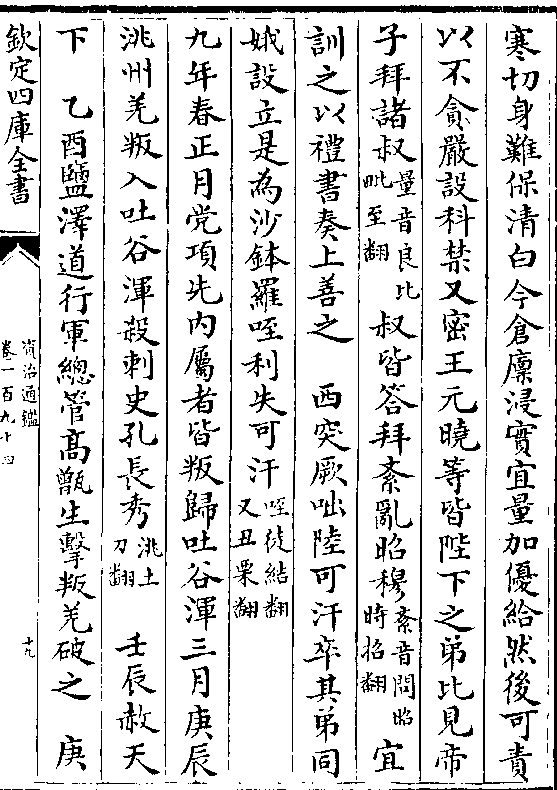 寒切身難保清白今倉廩浸實宜量加優給然後可責
以不貪嚴設科禁又密王元曉等皆陛下之弟比見帝
子拜諸叔量音良比毗至翻叔皆答拜紊亂昭穆紊音問昭時招翻宜
訓之以禮書奏上善之　西突厥咄陸可汗卒其弟同
娥設立是為沙鉢羅咥利失可汗咥徒結翻又丑栗翻
九年春正月党項先内屬者皆叛歸吐谷渾三月庚辰
洮州羌叛入吐谷渾殺刺史孔長秀洮土刀翻　壬辰赦天
下　乙酉鹽澤道行軍總管高甑生擊叛羌破之　庚
欽定四庫全書
資治通鑑
卷一百九十四
十九